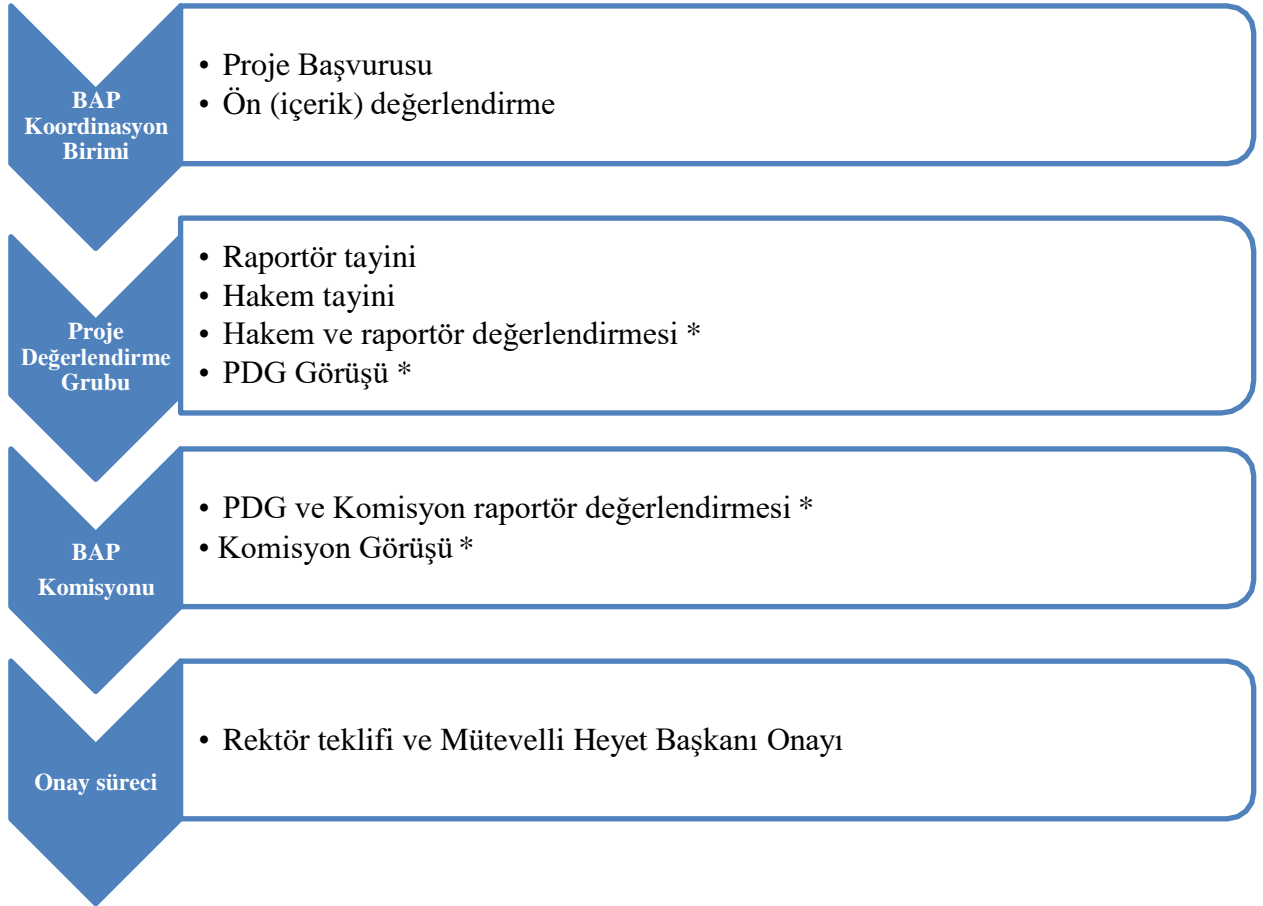 BAP
Koordinasyon
Birimi
• Proje Başvurusu
• Ön (içerik) değerlendirme
Proje
Değerlendirme
Grubu
• Raportör tayini
• Hakem tayini
• Hakem ve raportör değerlendirmesi *
• PDG Görüşü *
BAP
Komisyonu
• PDG ve Komisyon raportör değerlendirmesi *
• Komisyon Görüşü *
Onay süreci
• Rektör teklifi ve Mütevelli Heyet Başkanı Onayı